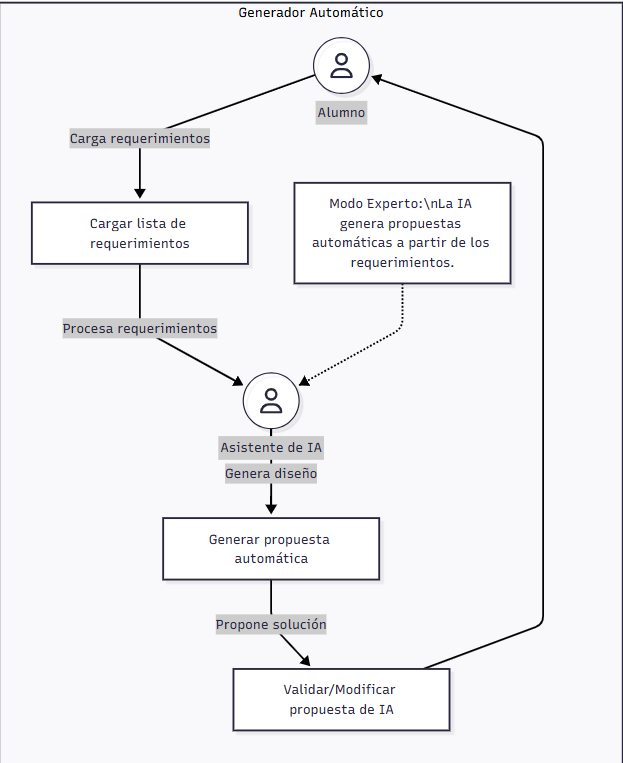 Generador Automático
Alumno
Carga requerimientos
Cargar lista de
requerimientos
Modo Experto:\nLa IA
genera propuestas
automáticas a partir de los
requerimientos.
Procesa requerimientos
Asistente de IA
Genera diseño
Generar propuesta
automática
Propone solución
Validar/Modificar
propuesta de IA